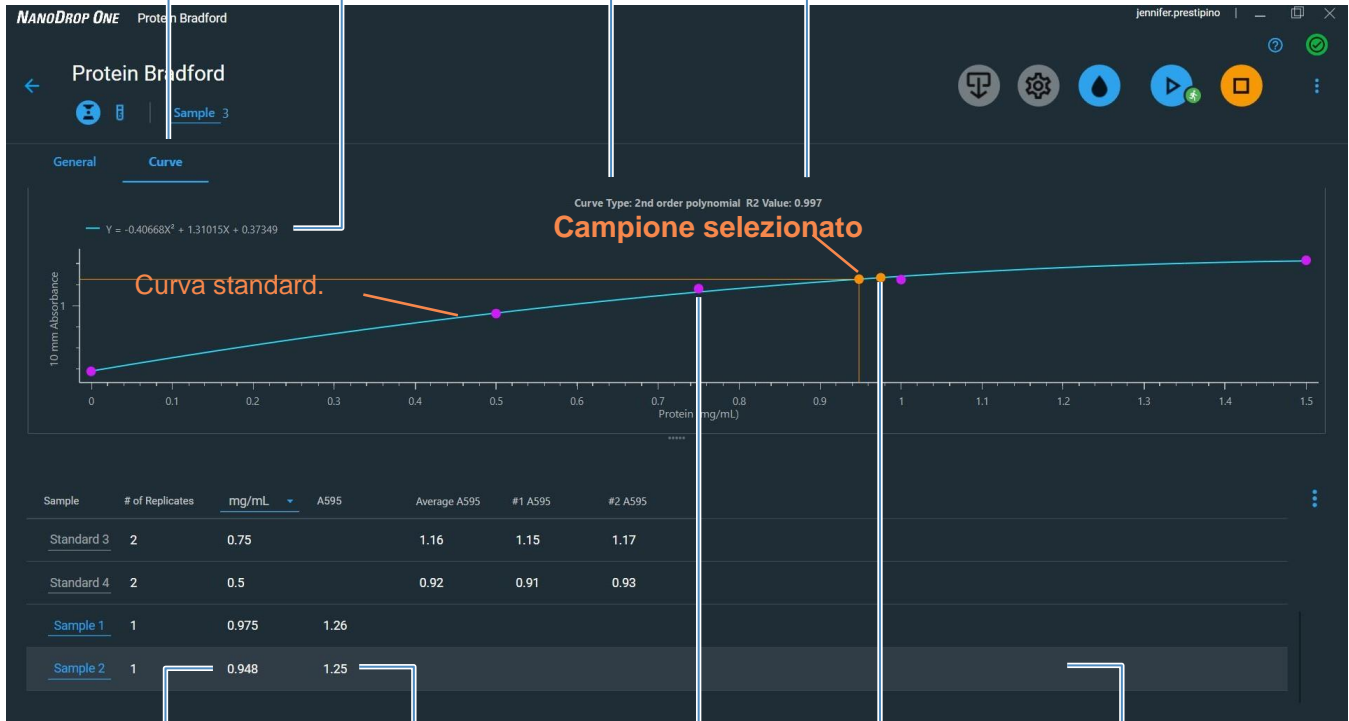 NANODROP ONE Protein Bradford
jennifer.prestipino
Protein Bradford
Sample 3
General Curve
Curve Type: 2nd order polynomial R2 Value: 0.997
Y = -0.40668X² + 1.31015X + 0.37349
Campione selezionato
Curva standard.
10 mm Absorbance
1
0 0.1 0.2 0.3 0.4 0.5 0.6 0.7 0.8 0.9 1 1.1 1.2 1.3 1.4 1.5
Protein (mg/mL)
Sample # of Replicates mg/mL A595 Average A595 #1 A595 #2 A595
Standard 3 2 0.75 1.16 1.15 1.17
Standard 4 2 0.5 0.92 0.91 0.93
Sample 1 1 0.975 1.26
Sample 2 1 0.948 1.25